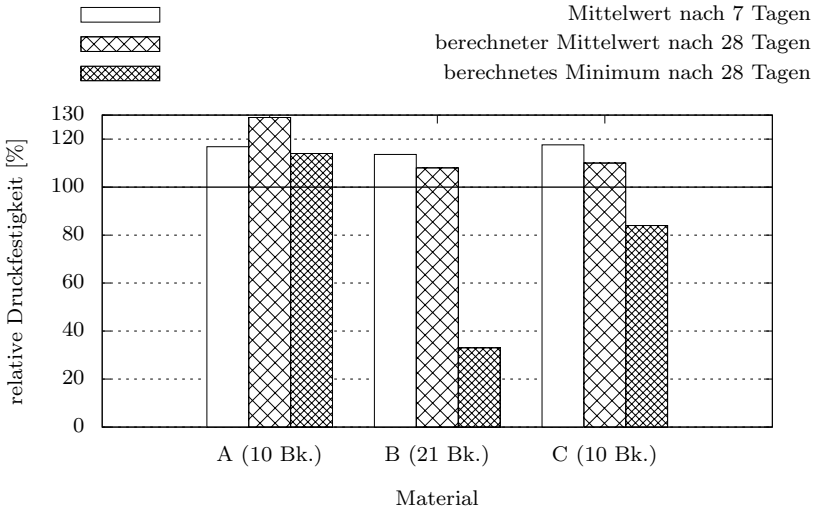 Mittelwert nach 7 Tagen
berechneter Mittelwert nach 28 Tagen
berechnetes Minimum nach 28 Tagen
130
120
100
80
60
40
20
0
relative Druckfestigkeit [%]
A (10 Bk.) B (21 Bk.) C (10 Bk.)
Material